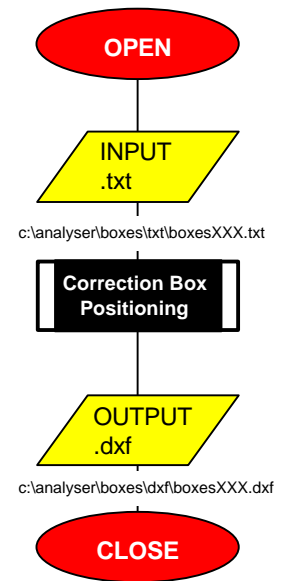 OPEN
INPUT
.txt
c:\analyser\boxes\txt\boxesXXX.txt
Correction Box
Positioning
OUTPUT
.dxf
c:\analyser\boxes\dxf\boxesXXX.dxf
CLOSE